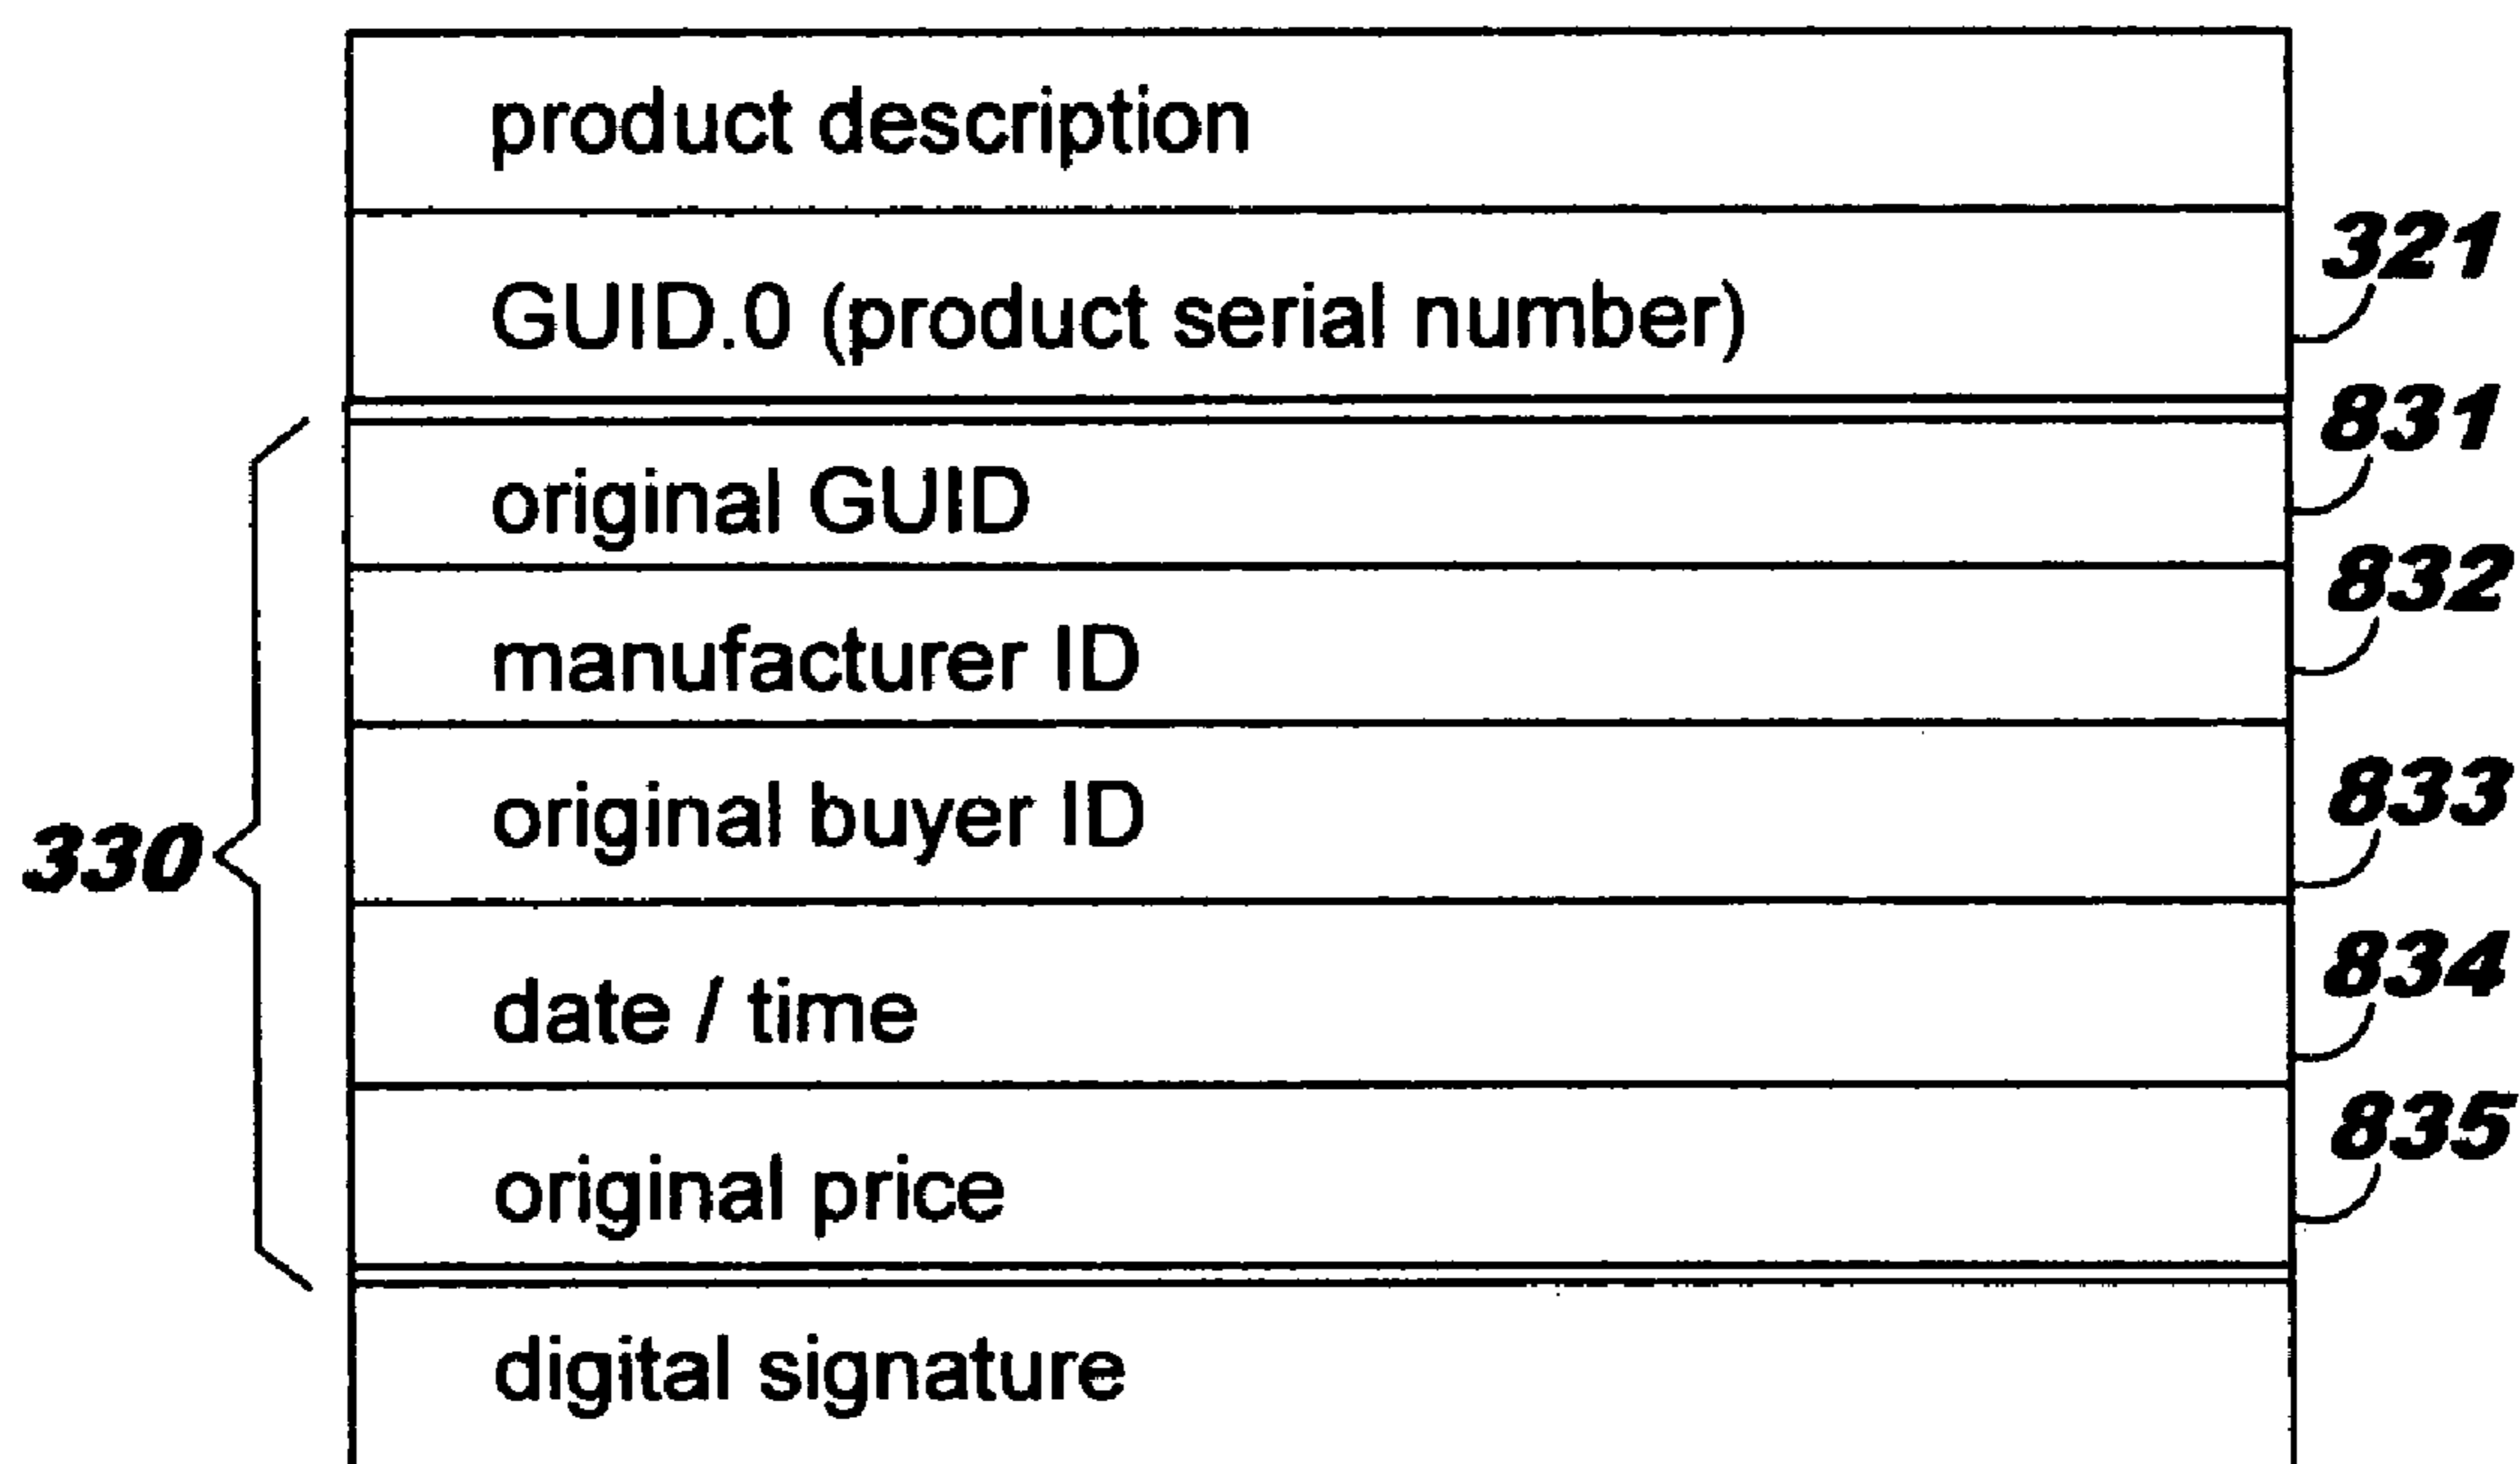 product description
GUID.0 (product serial number)
321
original GUID
831
manufacturer ID
832
original buyer ID
833
330
date / time
834
original price
835
digital signature